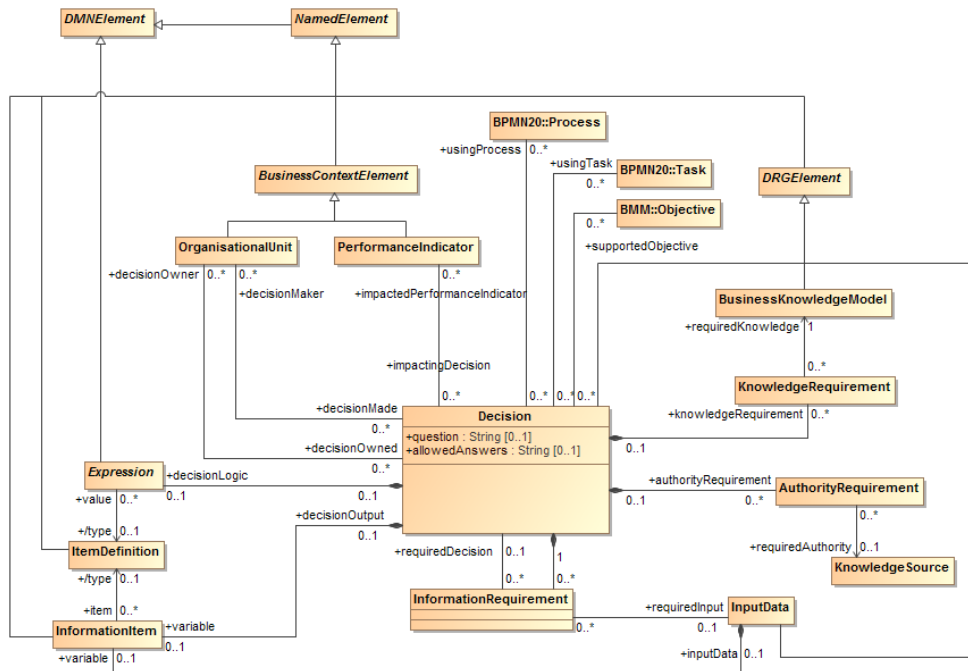 DMNElement
NamedElement
BPMN20::Process
+usingProcess 0..*
+usingTask
BPMN20::Task
0..*
BusinessContextElement
DRGElement
BMM::Objective
0..*
+supportedObjective
OrganisationalUnit
PerformanceIndicator
+decisionOwner 0..* 0..*
+decisionMaker
0..*
+impactedPerformanceIndicator
BusinessKnowledgeModel
+requiredKnowledge 1
+impactingDecision
0..*
KnowledgeRequirement
0..* 0..* 0..* 0..*
+knowledgeRequirement 0..*
+decisionMade
0..*
Decision
+question : String [0..1]
+allowedAnswers : String [0..1]
0..1
+decisionOwned
0..*
Expression
+decisionLogic
0..1 0..1
+value 0..*
+authorityRequirement
0..1 0..*
AuthorityRequirement
0..*
+decisionOutput
0..1
+/type 0..1
ItemDefinition
+/type 0..1
+requiredDecision 0..1
1
+requiredAuthority 0..1
KnowledgeSource
0..* 0..*
+item 0..*
InformationRequirement
+requiredInput
0..* 0..1
InputData
InformationItem
+variable
0..1
+variable 0..1
+inputData 0..1